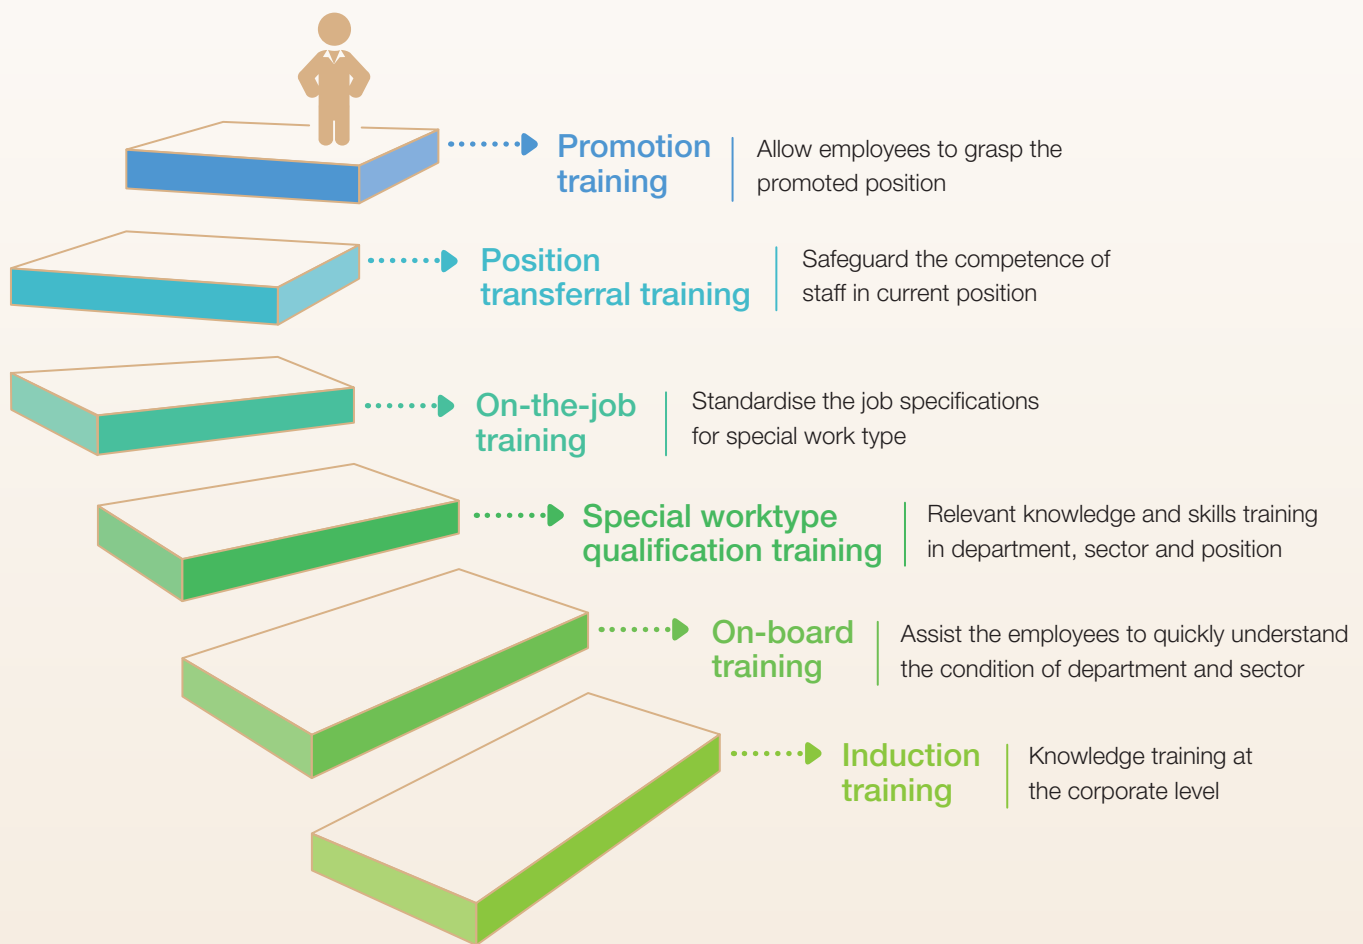 Promotion
training
Allow employees to grasp the
promoted position
Position
transferral training
Safeguard the competence of
staff in current position
On-the-job
training
Standardise the job specifications
for special work type
Special worktype
qualification training
Relevant knowledge and skills training
in department, sector and position
On-board
training
Assist the employees to quickly understand
the condition of department and sector
Induction
training
Knowledge training at
the corporate level